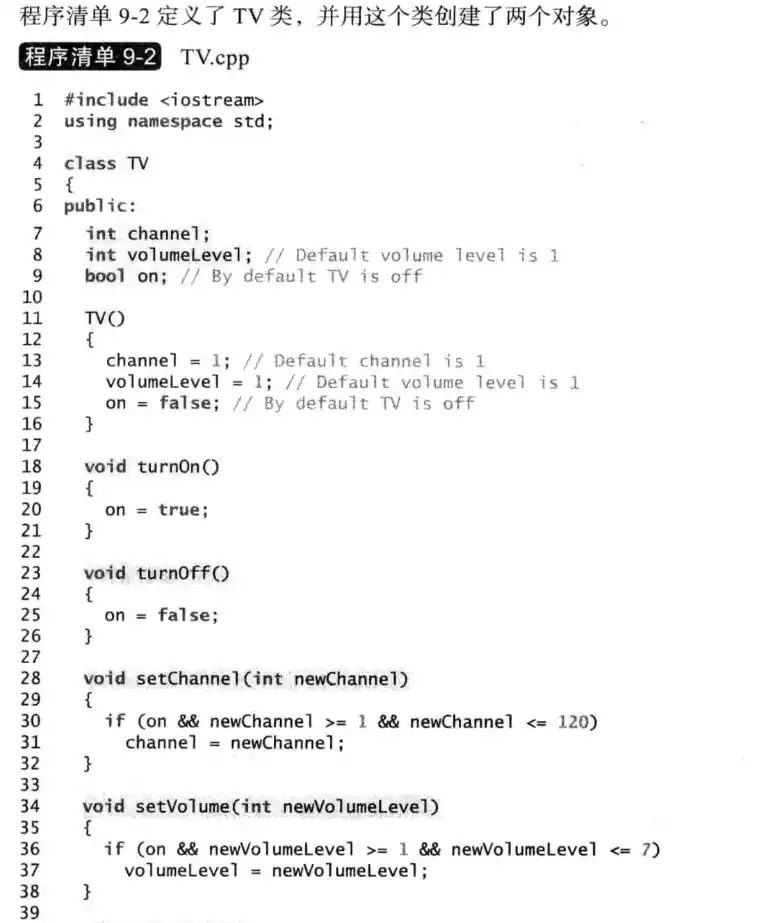 程序清单 9-2 定义了 TV 类，并用这个类创建了两个对象。
程序清单 9-2 TV.cpp
1 #include <iostream>
2 using namespace std;
3
4 class TV
5 {
6 public:
7 int channel;
8 int volumeLevel; // Default volume level is 1
9 bool on; // By default TV is off
10
11 TV()
12 {
13 channel = 1; // Default channel is 1
14 volumeLevel = 1; // Default volume level is 1
15 on = false; // By default TV is off
16 }
17
18 void turnOn()
19 {
20 on = true;
21 }
22
23 void turnOff()
24 {
25 on = false;
26 }
27
28 void setChannel(int newChannel)
29 {
30 if (on && newChannel >= 1 && newChannel <= 120)
31 channel = newChannel;
32 }
33
34 void setVolume(int newVolumeLevel)
35 {
36 if (on && newVolumeLevel >= 1 && newVolumeLevel <= 7)
37 volumeLevel = newVolumeLevel;
38 }
39